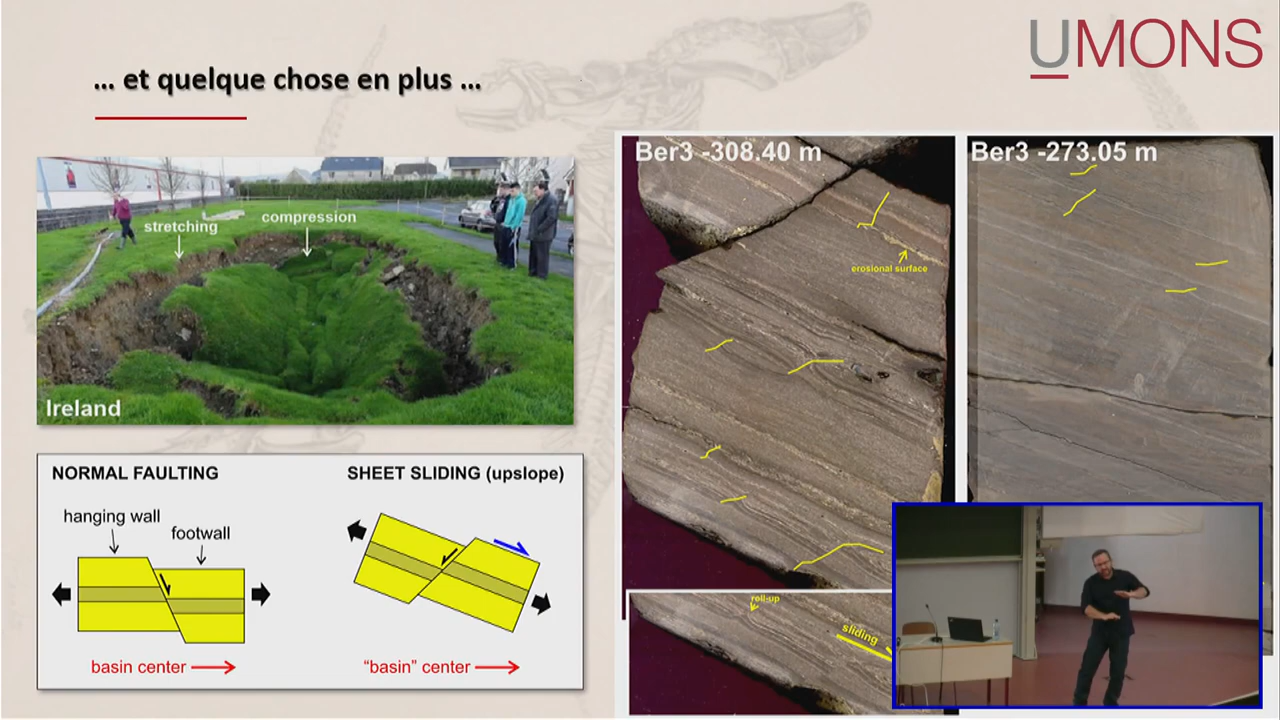 ... et quelque chose en plus ...
UMONS
stretching
compression
Ireland
NORMAL FAULTING
hanging wall
footwall
basin center
SHEET SLIDING (upslope)
"basin" center
Ber3 -308.40 m
erosional surface
roll-up
sliding
Ber3 -273.05 m